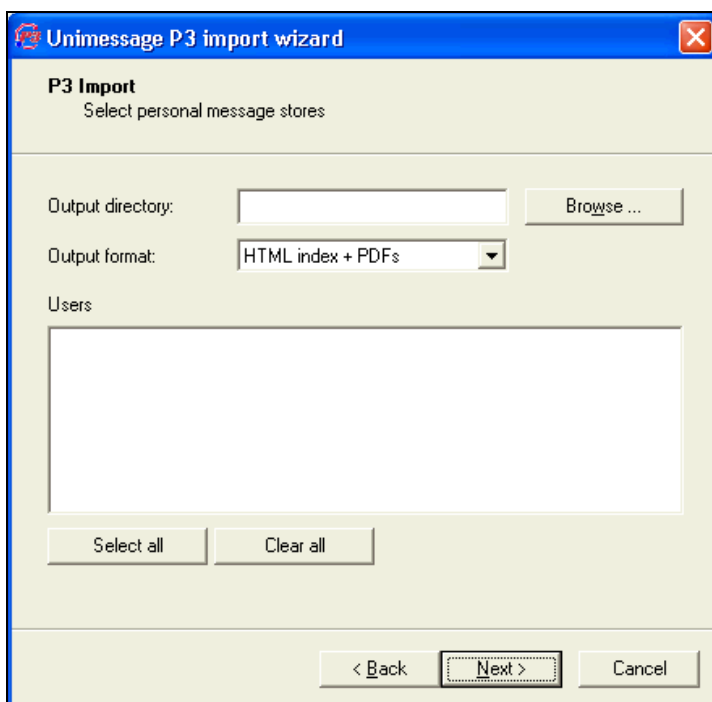 Unimessage P3 import wizard
P3 Import
Select personal message stores
Output directory:
Browse ...
Output format:
HTML index + PDFs
Users
Select all
Clear all
< Back
Next >
Cancel